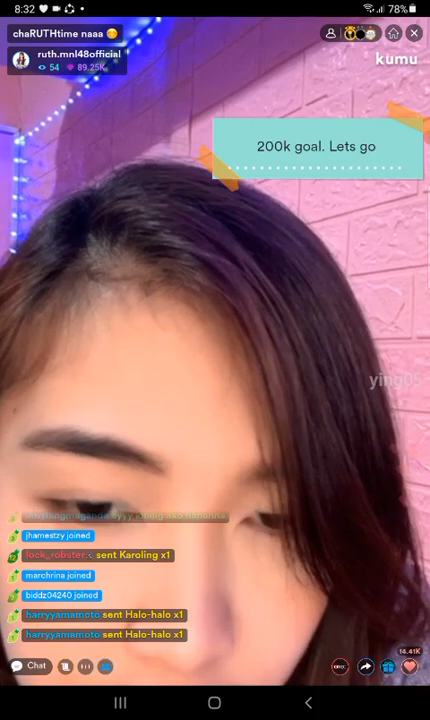 8:32
78%
chaRUTHtime naaa 😋
ruth.mnl48official
54 89.25K
kumu
200k goal. Lets go
ying05
jhamestzy joined
sent Karoling x1
marchrina joined
biddz04240 joined
harryyamamoto sent Halo-halo x1
harryyamamoto sent Halo-halo x1
14.41K
Chat